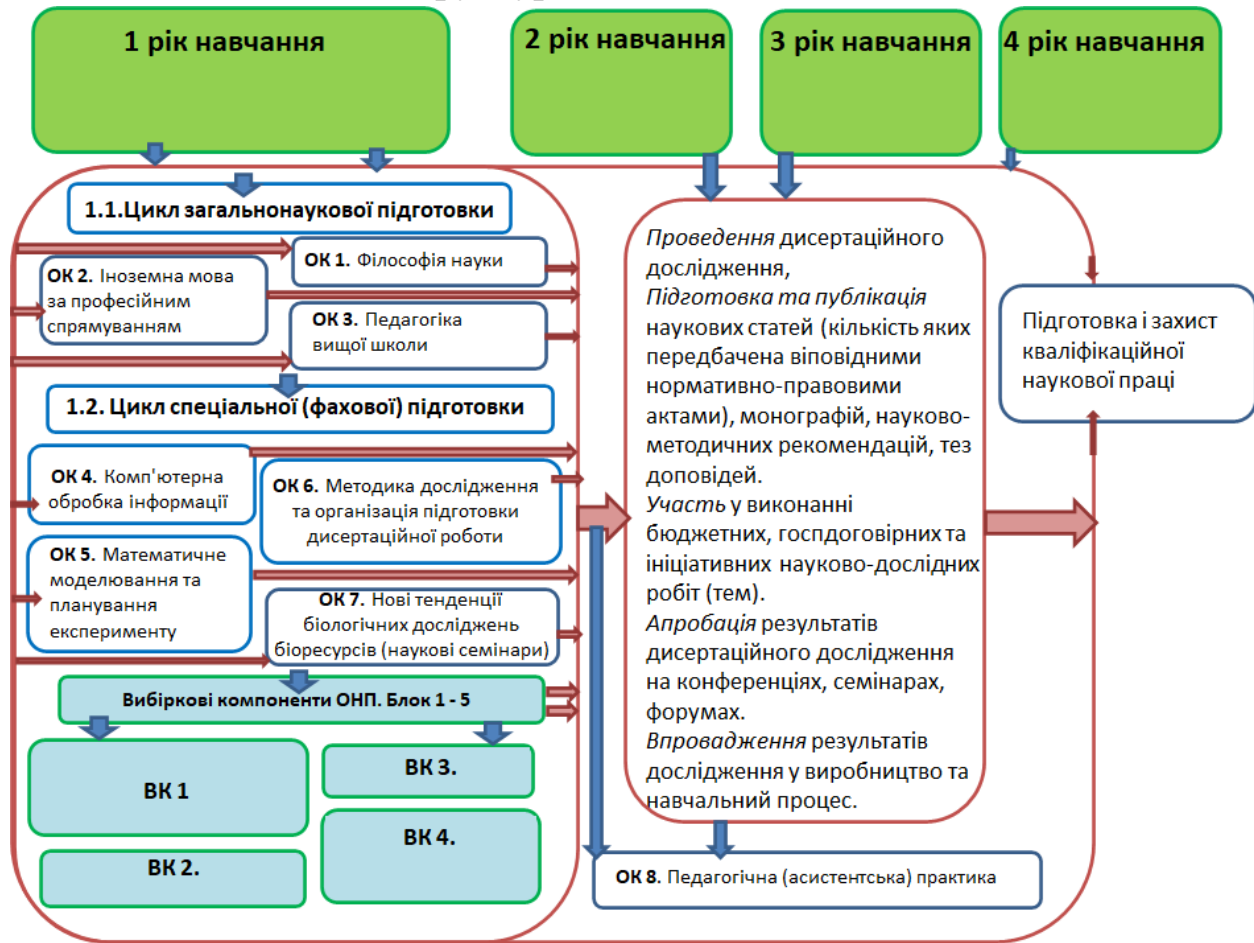 1 рік навчання
2 рік навчання
3 рік навчання
4 рік навчання
1.1.Цикл загальнонаукової підготовки
ОК 1. Філософія науки
ОК 2. Іноземна мова
за професійним
спрямуванням
ОК 3. Педагогіка
вищої школи
1.2. Цикл спеціальної (фахової) підготовки
ОК 4. Комп'ютерна
обробка інформації
ОК 6. Методика дослідження
та організація підготовки
дисертаційної роботи
ОК 5. Математичне
моделювання та
планування
експерименту
ОК 7. Нові тенденції
біологічних досліджень
біоресурсів (наукові семінари)
Вибіркові компоненти ОНП. Блок 1 - 5
ВК 1
ВК 2.
ВК 3.
ВК 4.
Проведення дисертаційного
дослідження,
Підготовка та публікація
наукових статей (кількість яких
передбачена віповідними
нормативно-правовими
актами), монографій, науково-
методичних рекомендацій, тез
доповідей.
Участь у виконанні
бюджетних, госпдоговірних та
ініціативних науково-дослідних
робіт (тем).
Апробація результатів
дисертаційного дослідження
на конференціях, семінарах,
форумах.
Впровадження результатів
дослідження у виробництво та
навчальний процес.
ОК 8. Педагогічна (асистентська) практика
Підготовка і захист
кваліфікаційної
наукової праці